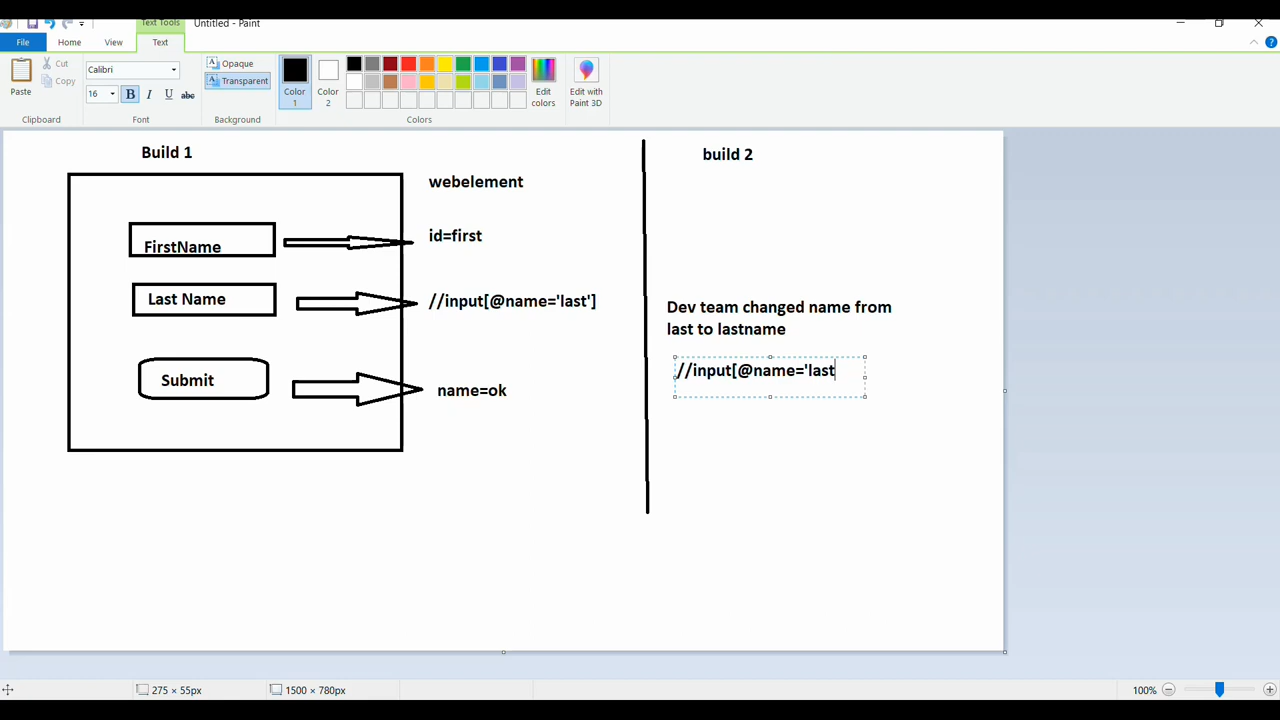 Text Tools
Untitled - Paint
File
Home
View
Text
Paste
Cut
Copy
Clipboard
Calibri
16
B
I
U
abc
Font
A Opaque
A Transparent
Background
Color
1
Color
2
Edit
colors
Colors
Edit with
Paint 3D
Build 1
build 2
webelement
FirstName
id=first
Last Name
//input[@name='last']
Submit
name=ok
Dev team changed name from
last to lastname
//input[@name='last
275 × 55px
1500 × 780px
100%